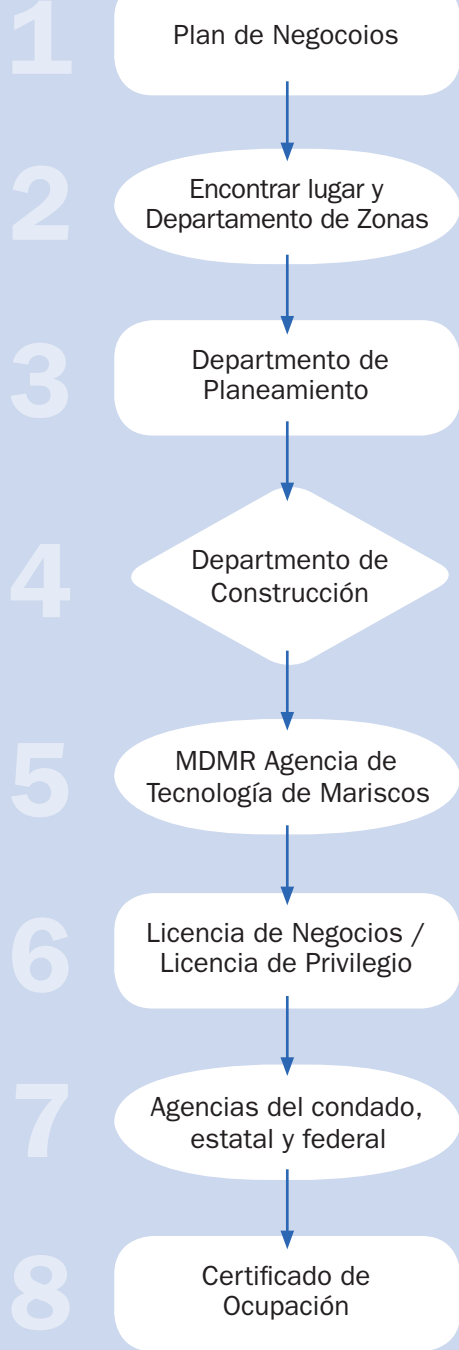 1
Plan de Negocoios
2
Encontrar lugar y
Departamento de Zonas
3
Departmento de
Planeamiento
4
Departmento de
Construcción
5
MDMR Agencia de
Tecnología de Mariscos
6
Licencia de Negocios /
Licencia de Privilegio
7
Agencias del condado,
estatal y federal
8
Certificado de
Ocupación